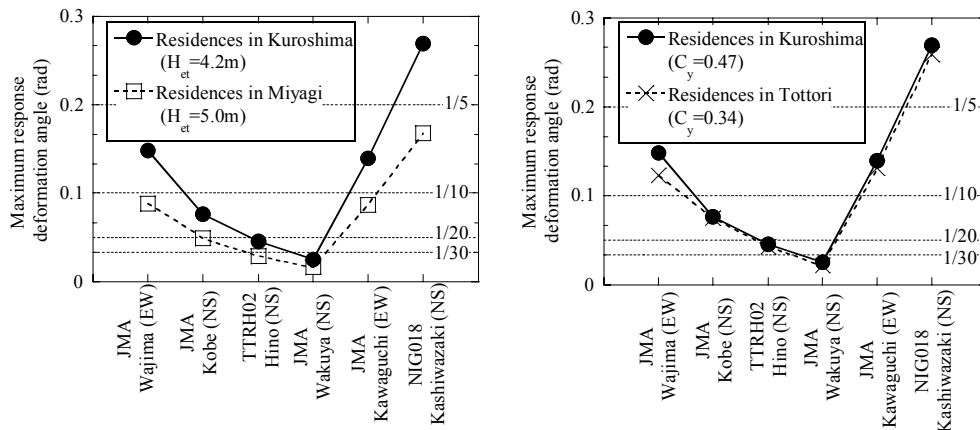 Maximum response
deformation angle (rad)
0.3
0.2
0.1
0
Residences in Kuroshima
(H_et=4.2m)
Residences in Miyagi
(H_et=5.0m)
1/5
1/10
1/20
1/30
JMA
Wajima (EW)
JMA
Kobe (NS)
TTRH02
Hino (NS)
JMA
Wakuya (NS)
JMA
Kawaguchi (EW)
NIG018
Kashiwazaki (NS)
Maximum response
deformation angle (rad)
0.3
0.2
0.1
0
Residences in Kuroshima
(C_y=0.47)
Residences in Tottori
(C_y=0.34)
1/5
1/10
1/20
1/30
JMA
Wajima (EW)
JMA
Kobe (NS)
TTRH02
Hino (NS)
JMA
Wakuya (NS)
JMA
Kawaguchi (EW)
NIG018
Kashiwazaki (NS)